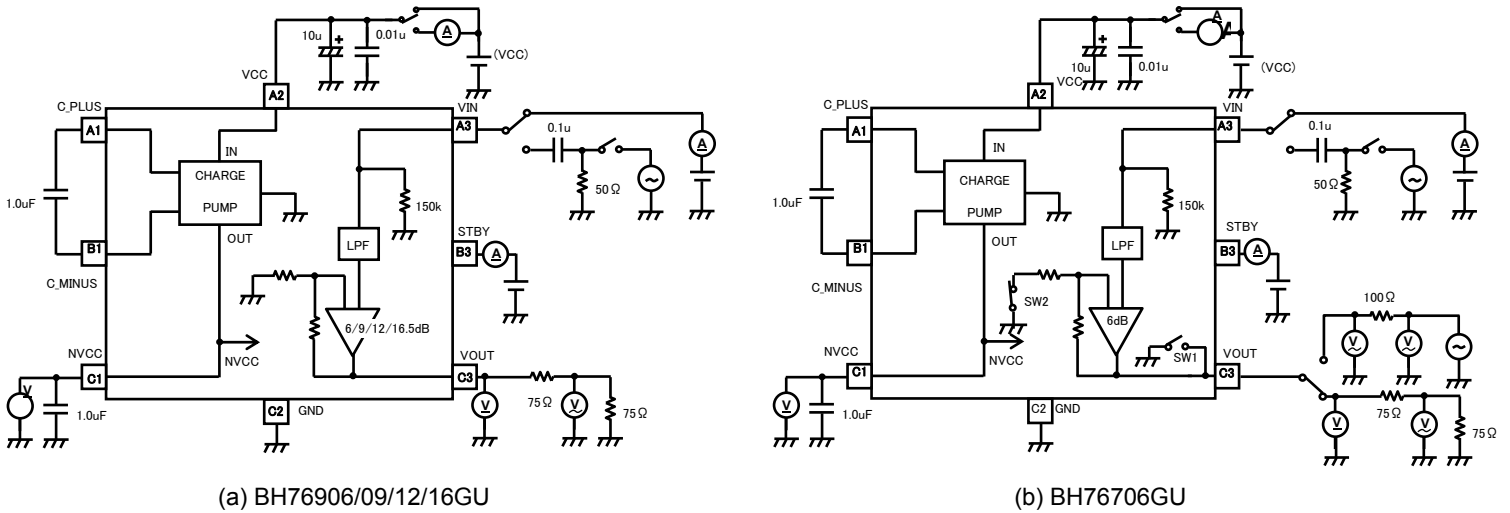 10u
+
0.01u
A
(VCC)
VCC
A2
C_PLUS
VIN
A1
A3
0.1u
A
IN
CHARGE
PUMP
50Ω
~
1.0uF
150k
OUT
LPF
STBY
B1
B3
A
C_MINUS
6/9/12/16.5dB
NVCC
NVCC
VOUT
C1
C3
V
1.0uF
C2
GND
V
75Ω
V
75Ω
(a) BH76906/09/12/16GU
10u
+
0.01u
A
(VCC)
VCC
A2
C_PLUS
VIN
A1
A3
0.1u
A
IN
CHARGE
PUMP
50Ω
~
1.0uF
150k
OUT
LPF
STBY
B1
B3
A
C_MINUS
SW2
6dB
100Ω
V
V
~
NVCC
NVCC
SW1
VOUT
C1
C3
V
1.0uF
C2
GND
V
75Ω
V
75Ω
(b) BH76706GU